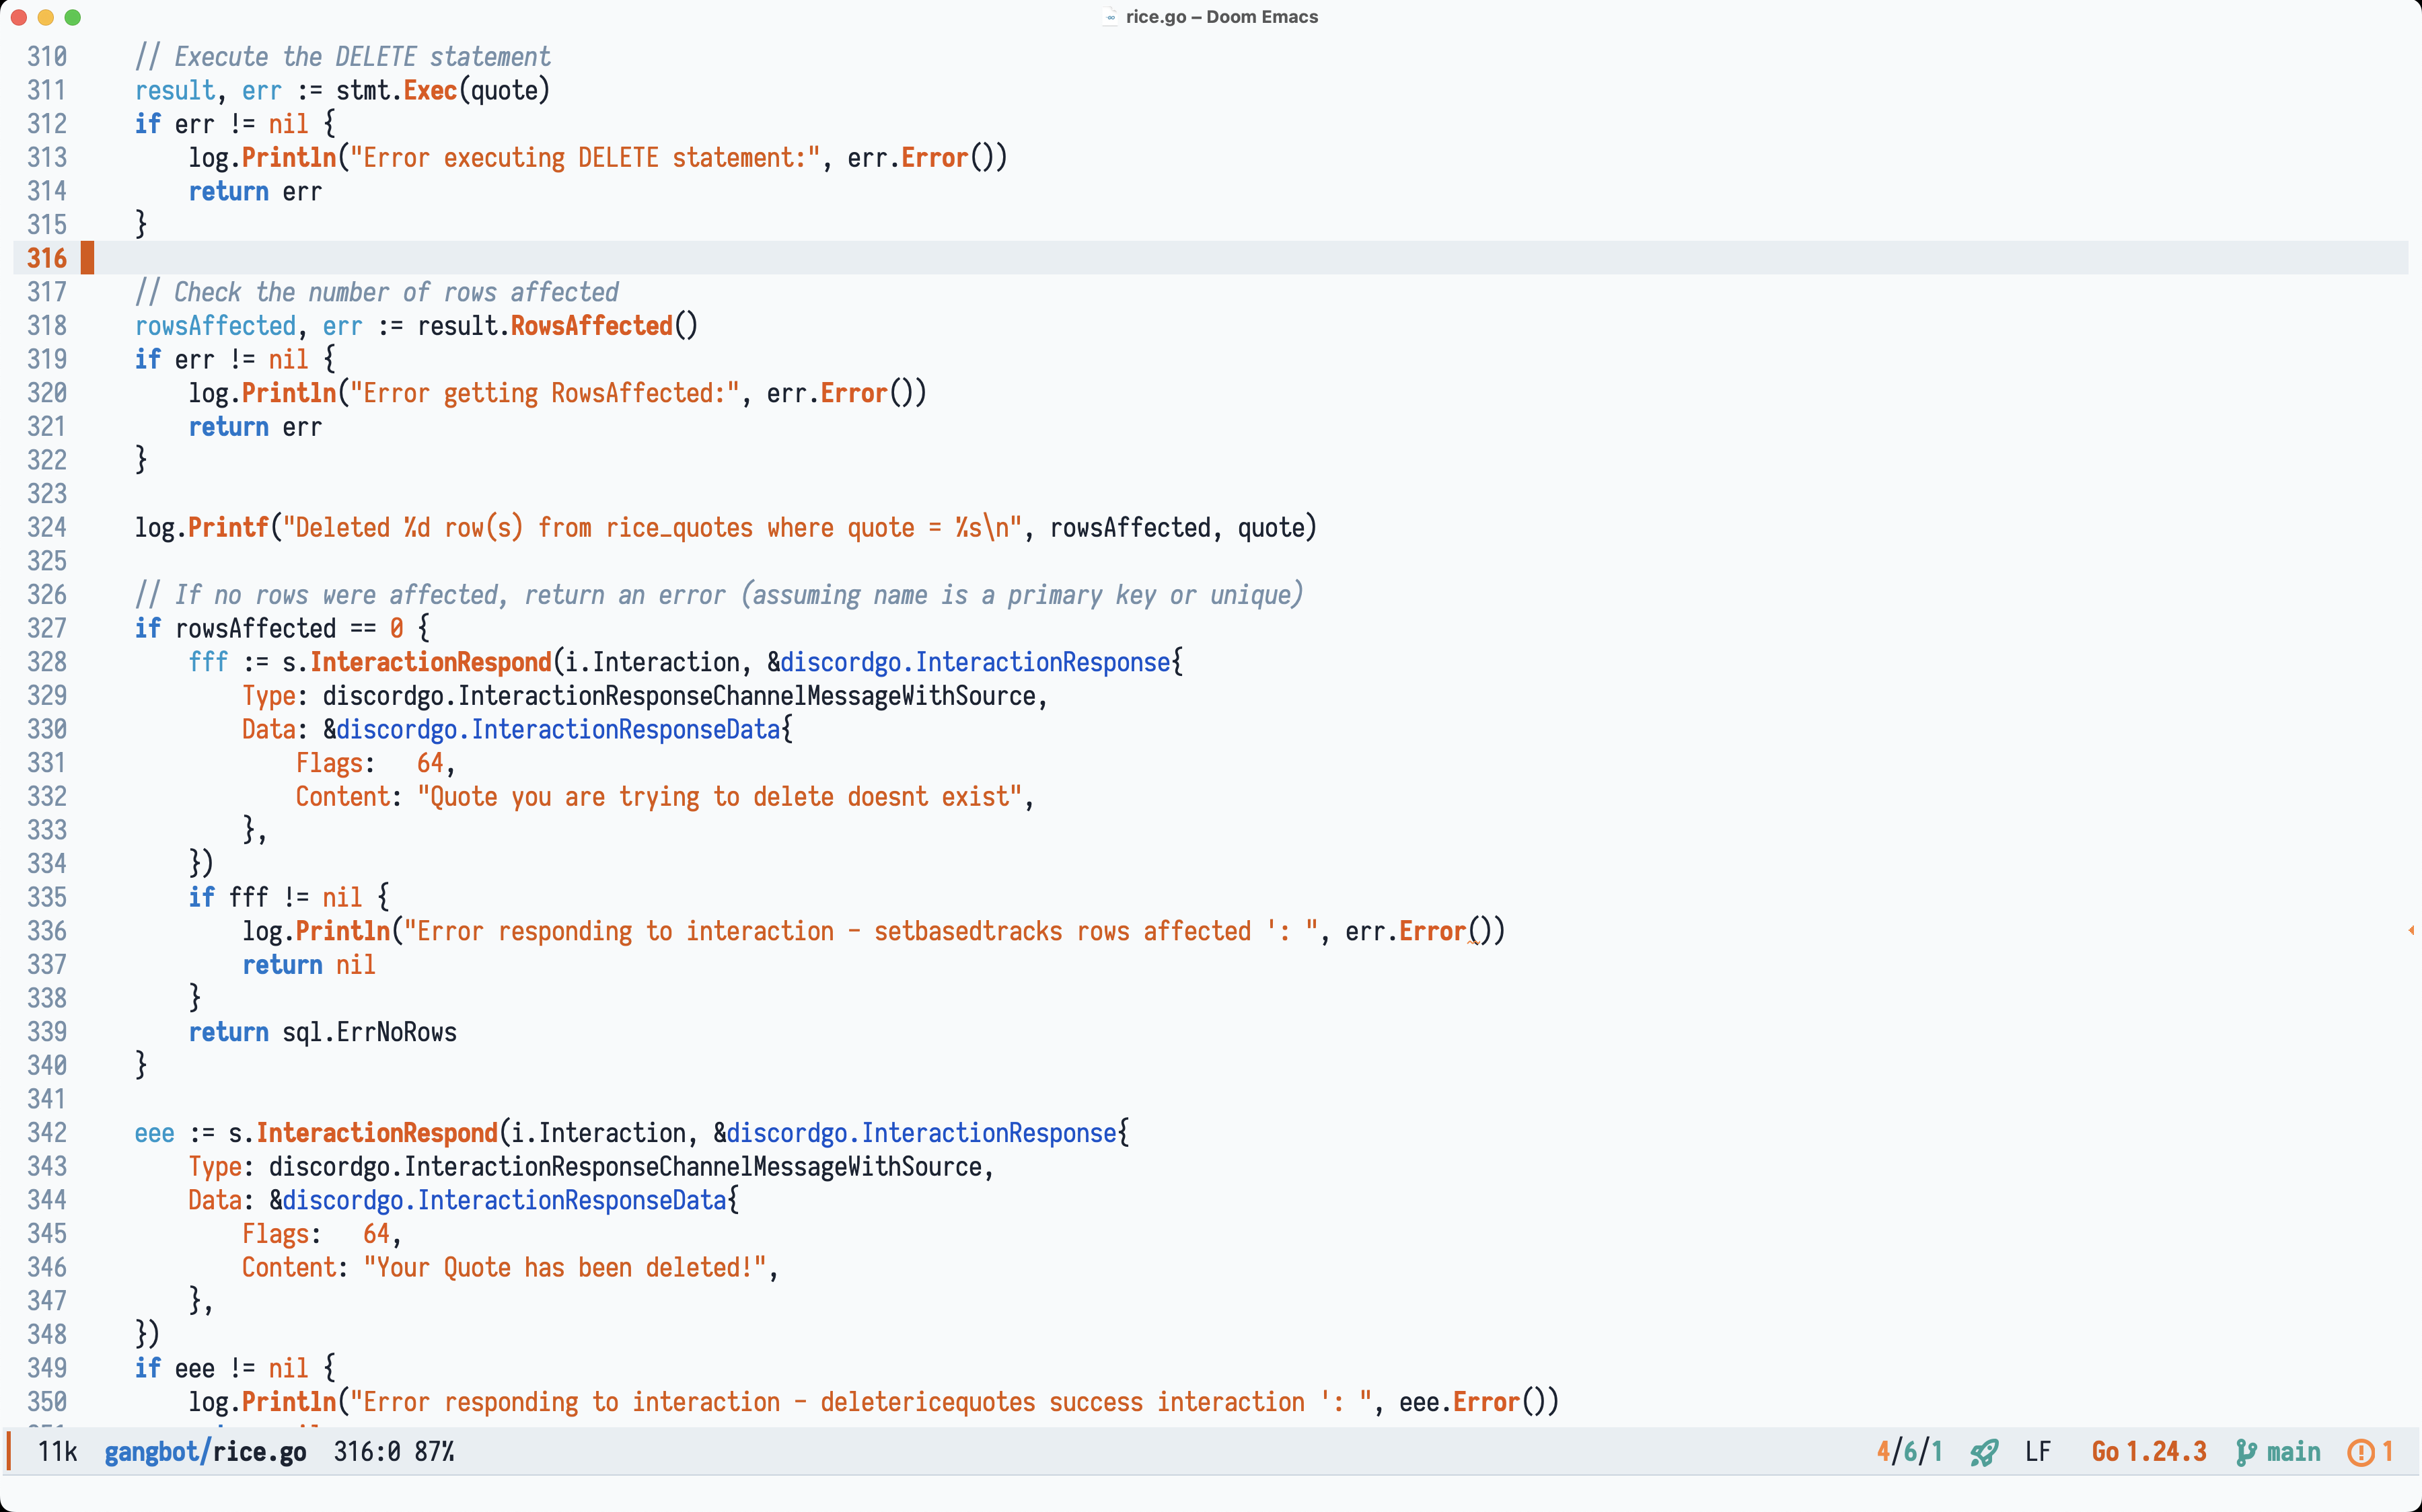 rice.go – Doom Emacs
310 // Execute the DELETE statement
311 result, err := stmt.Exec(quote)
312 if err != nil {
313 log.Println("Error executing DELETE statement:", err.Error())
314 return err
315 }
316
317 // Check the number of rows affected
318 rowsAffected, err := result.RowsAffected()
319 if err != nil {
320 log.Println("Error getting RowsAffected:", err.Error())
321 return err
322 }
323
324 log.Printf("Deleted %d row(s) from rice_quotes where quote = %s\n", rowsAffected, quote)
325
326 // If no rows were affected, return an error (assuming name is a primary key or unique)
327 if rowsAffected == 0 {
328 fff := s.InteractionRespond(i.Interaction, &discordgo.InteractionResponse{
329 Type: discordgo.InteractionResponseChannelMessageWithSource,
330 Data: &discordgo.InteractionResponseData{
331 Flags: 64,
332 Content: "Quote you are trying to delete doesnt exist",
333 },
334 })
335 if fff != nil {
336 log.Println("Error responding to interaction - setbasedtracks rows affected ': ", err.Error())
337 return nil
338 }
339 return sql.ErrNoRows
340 }
341
342 eee := s.InteractionRespond(i.Interaction, &discordgo.InteractionResponse{
343 Type: discordgo.InteractionResponseChannelMessageWithSource,
344 Data: &discordgo.InteractionResponseData{
345 Flags: 64,
346 Content: "Your Quote has been deleted!",
347 },
348 })
349 if eee != nil {
350 log.Println("Error responding to interaction - deletericequotes success interaction ': ", eee.Error())
11k gangbot/rice.go 316:0 87% 4/6/1 LF Go 1.24.3 main 1